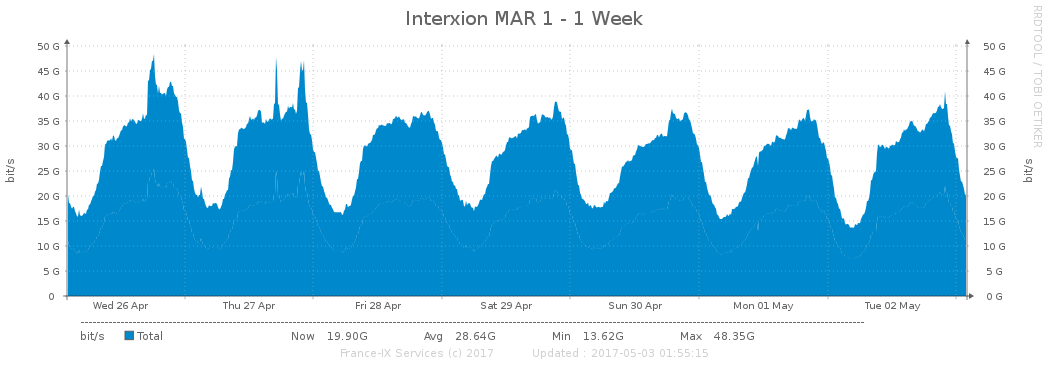 Interxion MAR 1 - 1 Week
RRDTOOL / TOBI OETIKER
50 G 50 G
45 G 45 G
40 G 40 G
35 G 35 G
30 G 30 G
25 G 25 G
20 G 20 G
15 G 15 G
10 G 10 G
5 G 5 G
0 0 G
bit/s
bit/s
Wed 26 Apr Thu 27 Apr Fri 28 Apr Sat 29 Apr Sun 30 Apr Mon 01 May Tue 02 May
bit/s Total Now 19.90G Avg 28.64G Min 13.62G Max 48.35G
France-IX Services (c) 2017 Updated : 2017-05-03 01:55:15